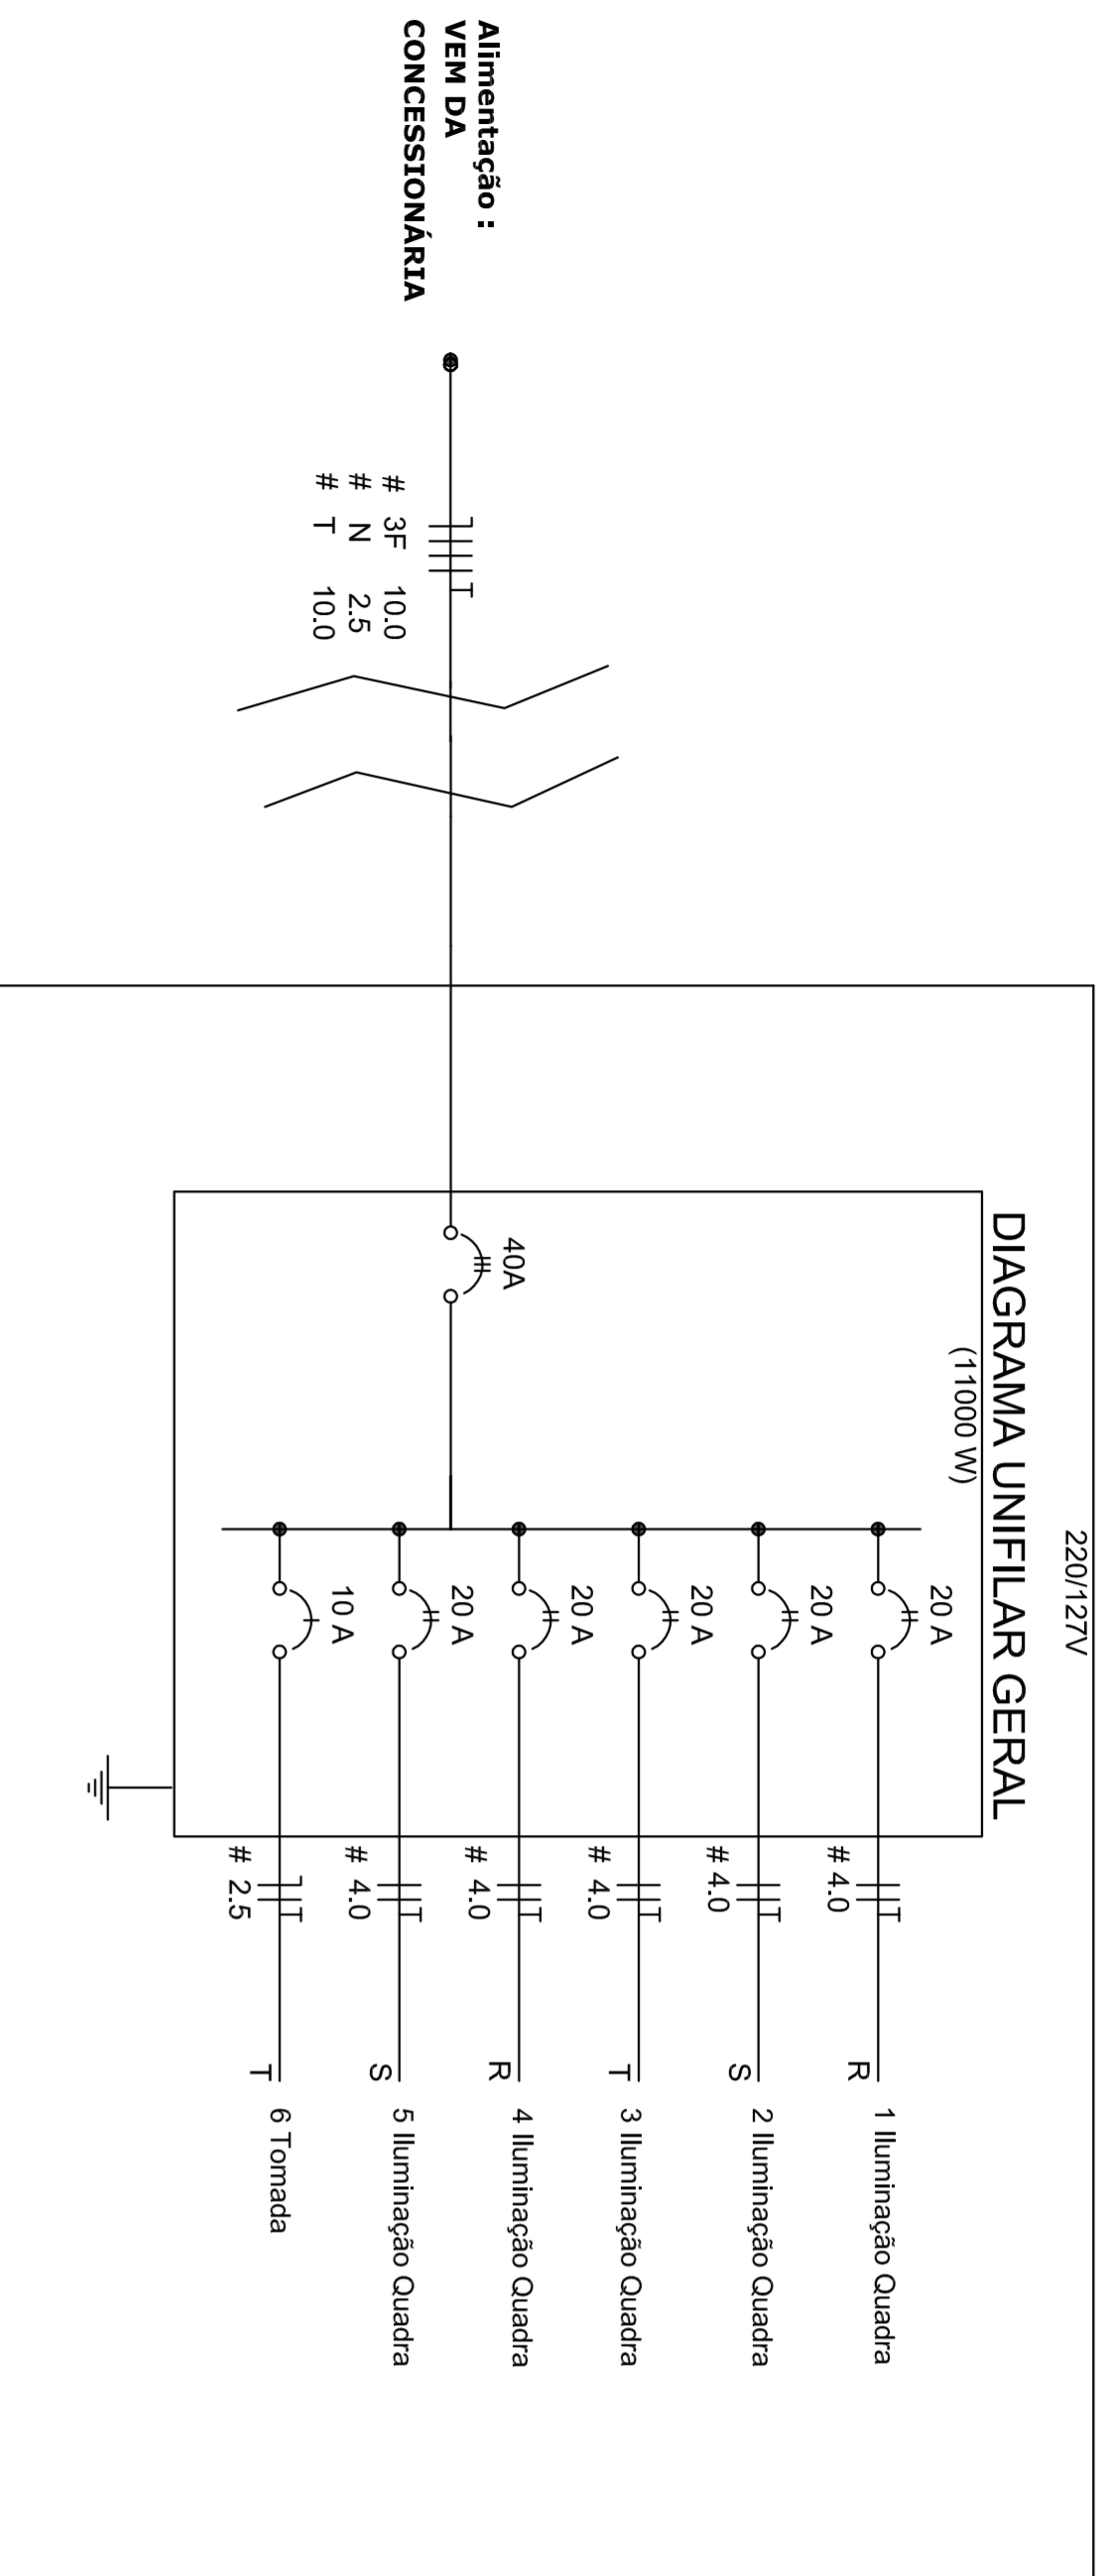 220/127V
DIAGRAMA UNIFILAR GERAL
(11000 W)
Alimentação :
VEM DA
CONCESSIONÁRIA
# 3F 10.0
# N 2.5
# T 10.0
40A
20 A
# 4.0
R
1 Iluminação Quadra
20 A
# 4.0
S
2 Iluminação Quadra
20 A
# 4.0
T
3 Iluminação Quadra
20 A
# 4.0
R
4 Iluminação Quadra
20 A
# 4.0
S
5 Iluminação Quadra
10 A
# 2.5
T
6 Tomada